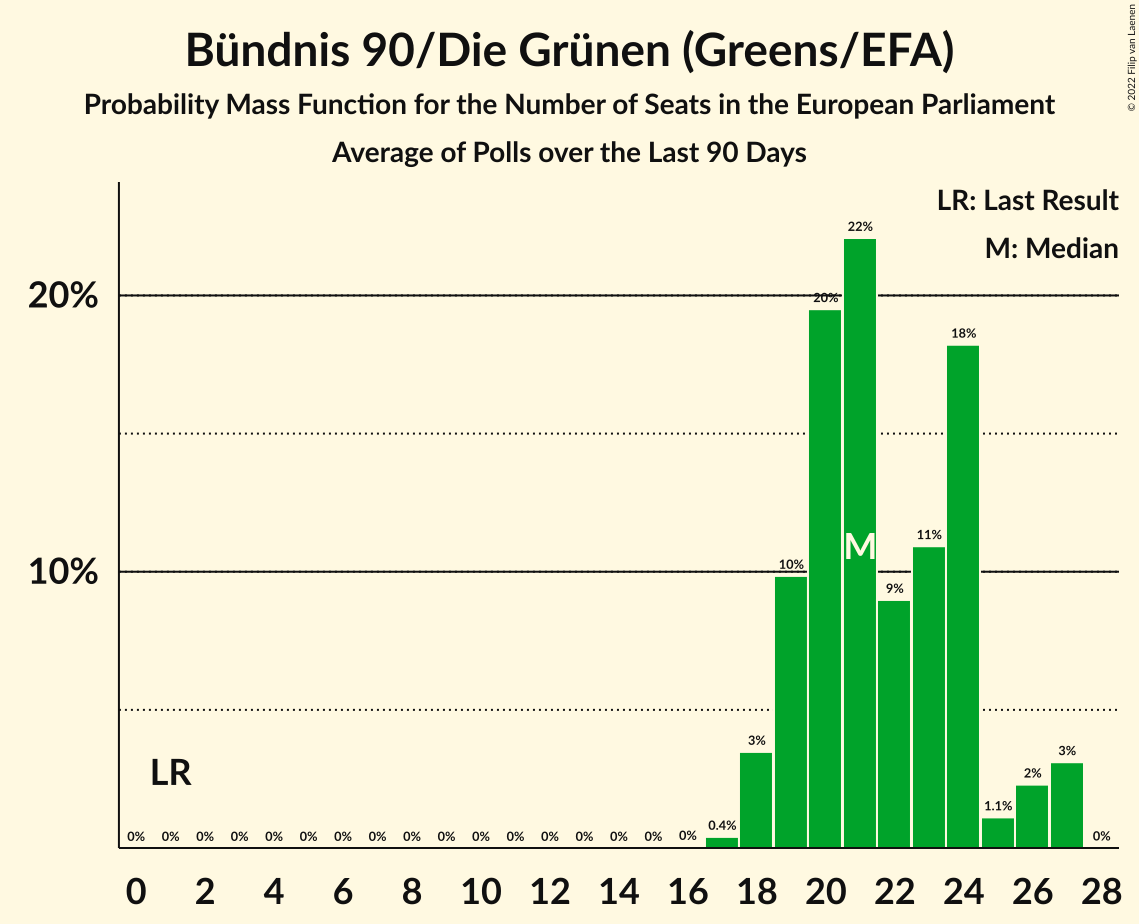 Bündnis 90/Die Grünen (Greens/EFA)
Probability Mass Function for the Number of Seats in the European Parliament
Average of Polls over the Last 90 Days
© 2022 Filip van Laenen
LR: Last Result
M: Median
22%
20%
20%
18%
11%
M
10%
10%
9%
3%
3%
LR
2%
1.1%
0.4%
0% 0% 0% 0% 0% 0% 0% 0% 0% 0% 0% 0% 0% 0% 0% 0% 0% 0%
0 2 4 6 8 10 12 14 16 18 20 22 24 26 28